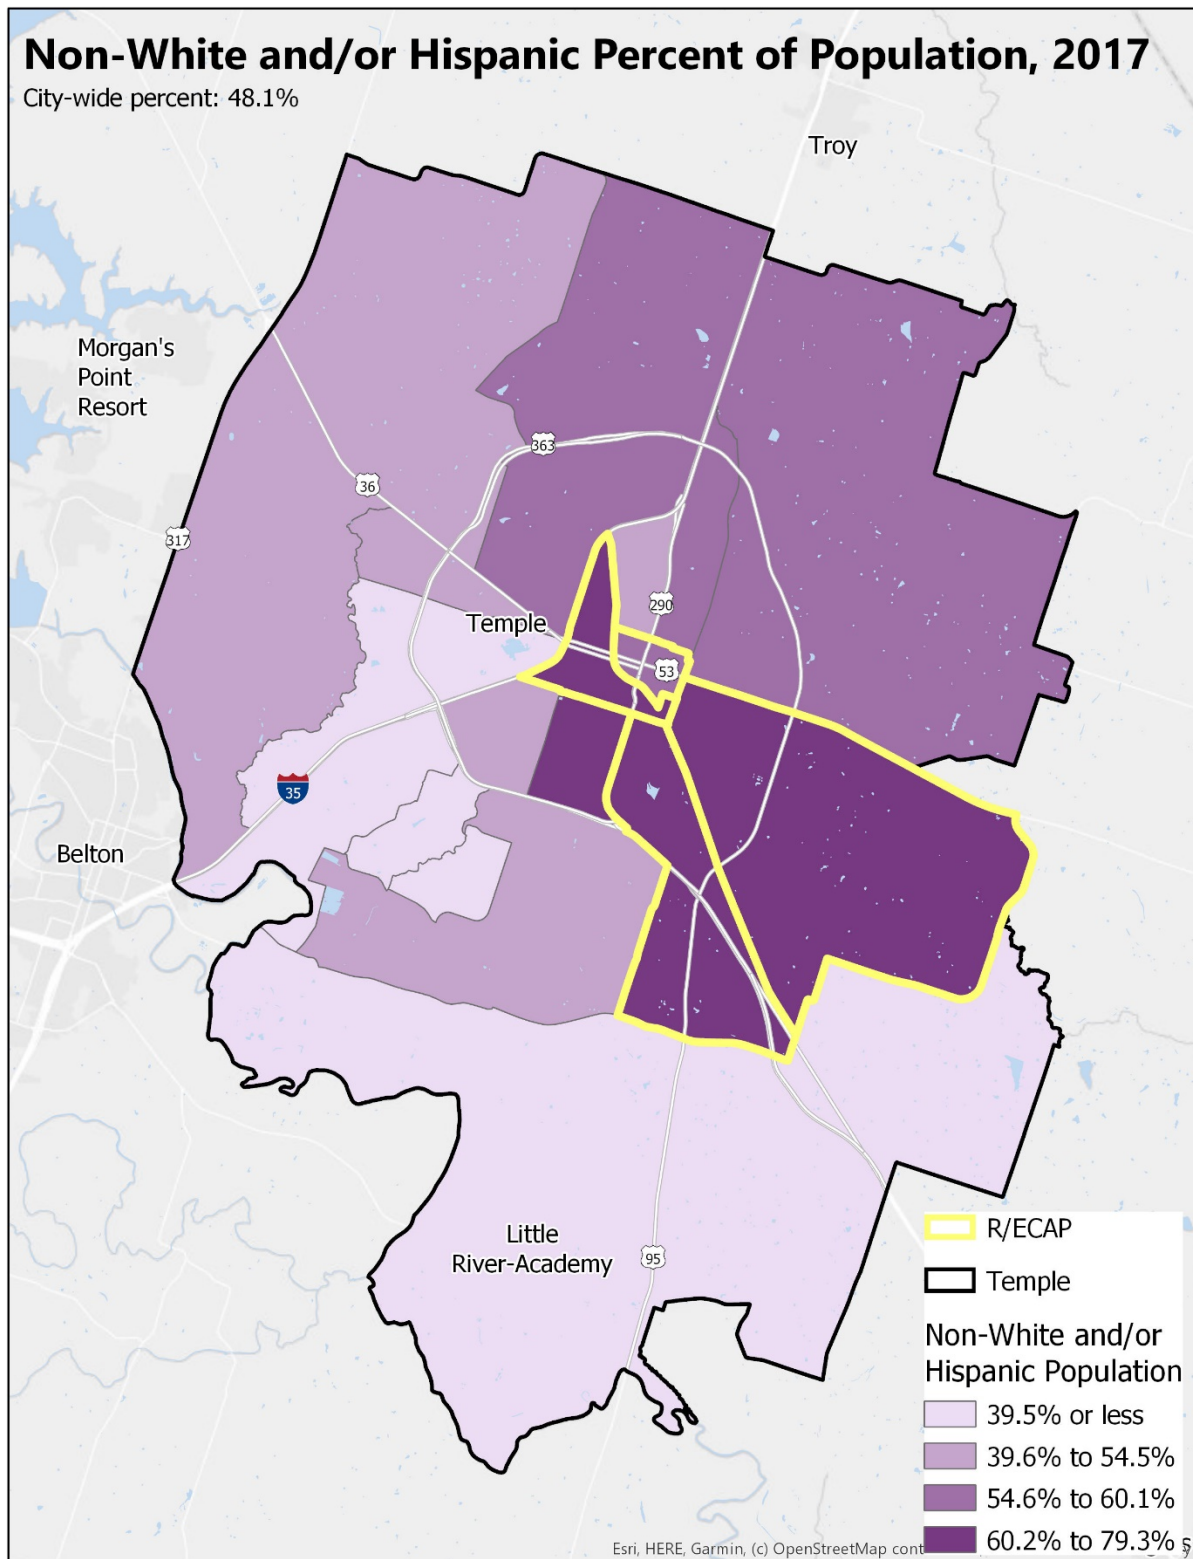 Non-White and/or Hispanic Percent of Population, 2017
City-wide percent: 48.1%
Troy
Morgan's
Point
Resort
363
36
317
290
Temple
53
35
Belton
Little
River-Academy
95
R/ECAP
Temple
Non-White and/or
Hispanic Population
39.5% or less
39.6% to 54.5%
54.6% to 60.1%
60.2% to 79.3%
Esri, HERE, Garmin, (c) OpenStreetMap cont